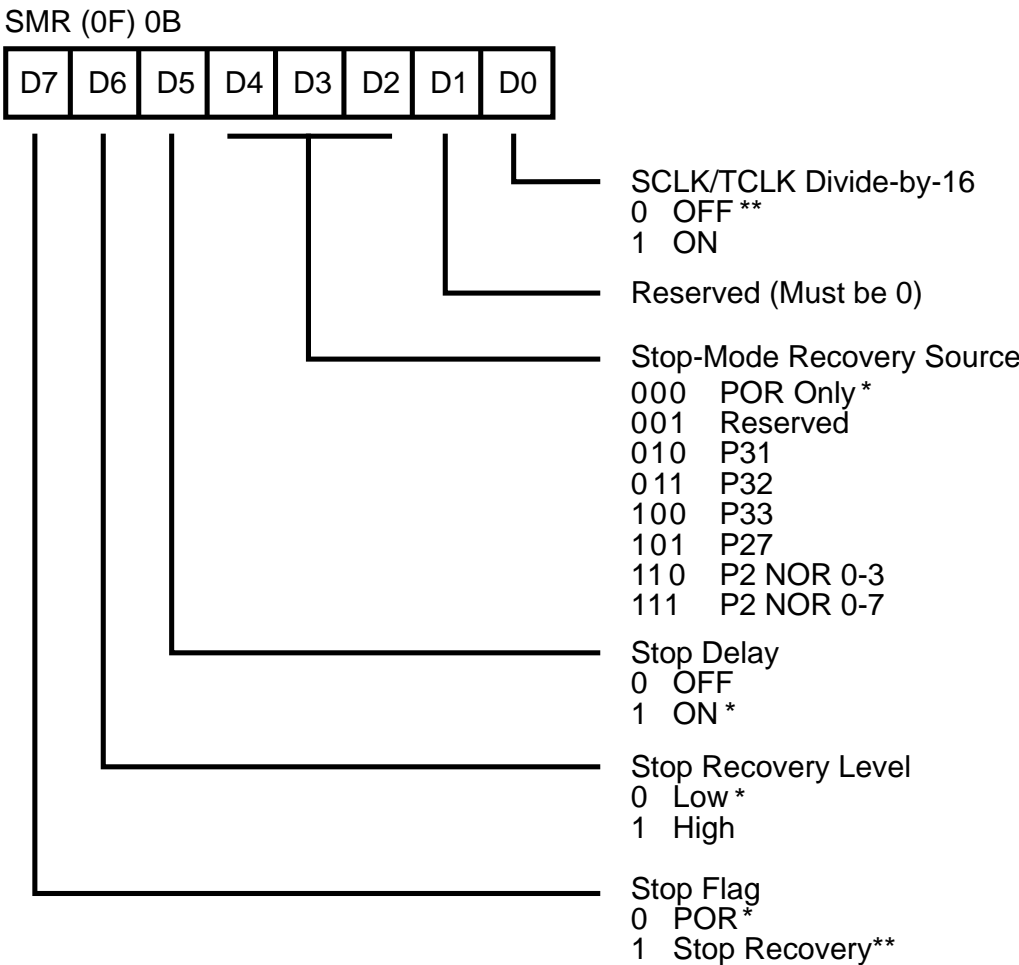 SMR (0F) 0B
D7 D6 D5 D4 D3 D2 D1 D0
SCLK/TCLK Divide-by-16
0 OFF **
1 ON
Reserved (Must be 0)
Stop-Mode Recovery Source
000 POR Only *
001 Reserved
010 P31
011 P32
100 P33
101 P27
110 P2 NOR 0-3
111 P2 NOR 0-7
Stop Delay
0 OFF
1 ON *
Stop Recovery Level
0 Low *
1 High
Stop Flag
0 POR *
1 Stop Recovery**